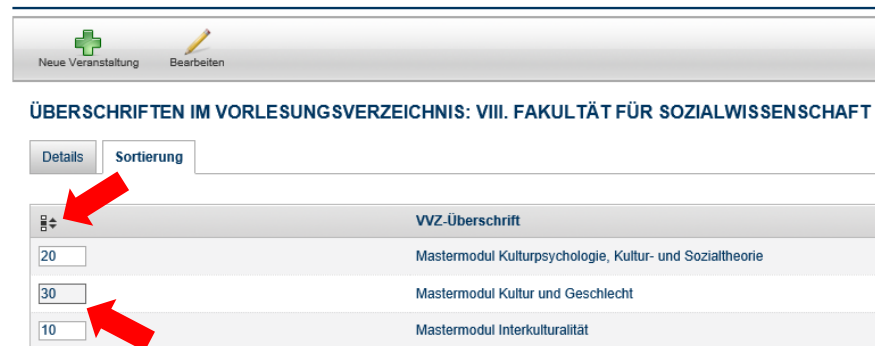 Neue Veranstaltung Bearbeiten
ÜBERSCHRIFTEN IM VORLESUNGSVERZEICHNIS: VIII. FAKULTÄT FÜR SOZIALWISSENSCHAFT
Details Sortierung
VVZ-Überschrift
20 Mastermodul Kulturpsychologie, Kultur- und Sozialtheorie
30 Mastermodul Kultur und Geschlecht
10 Mastermodul Interkulturalität